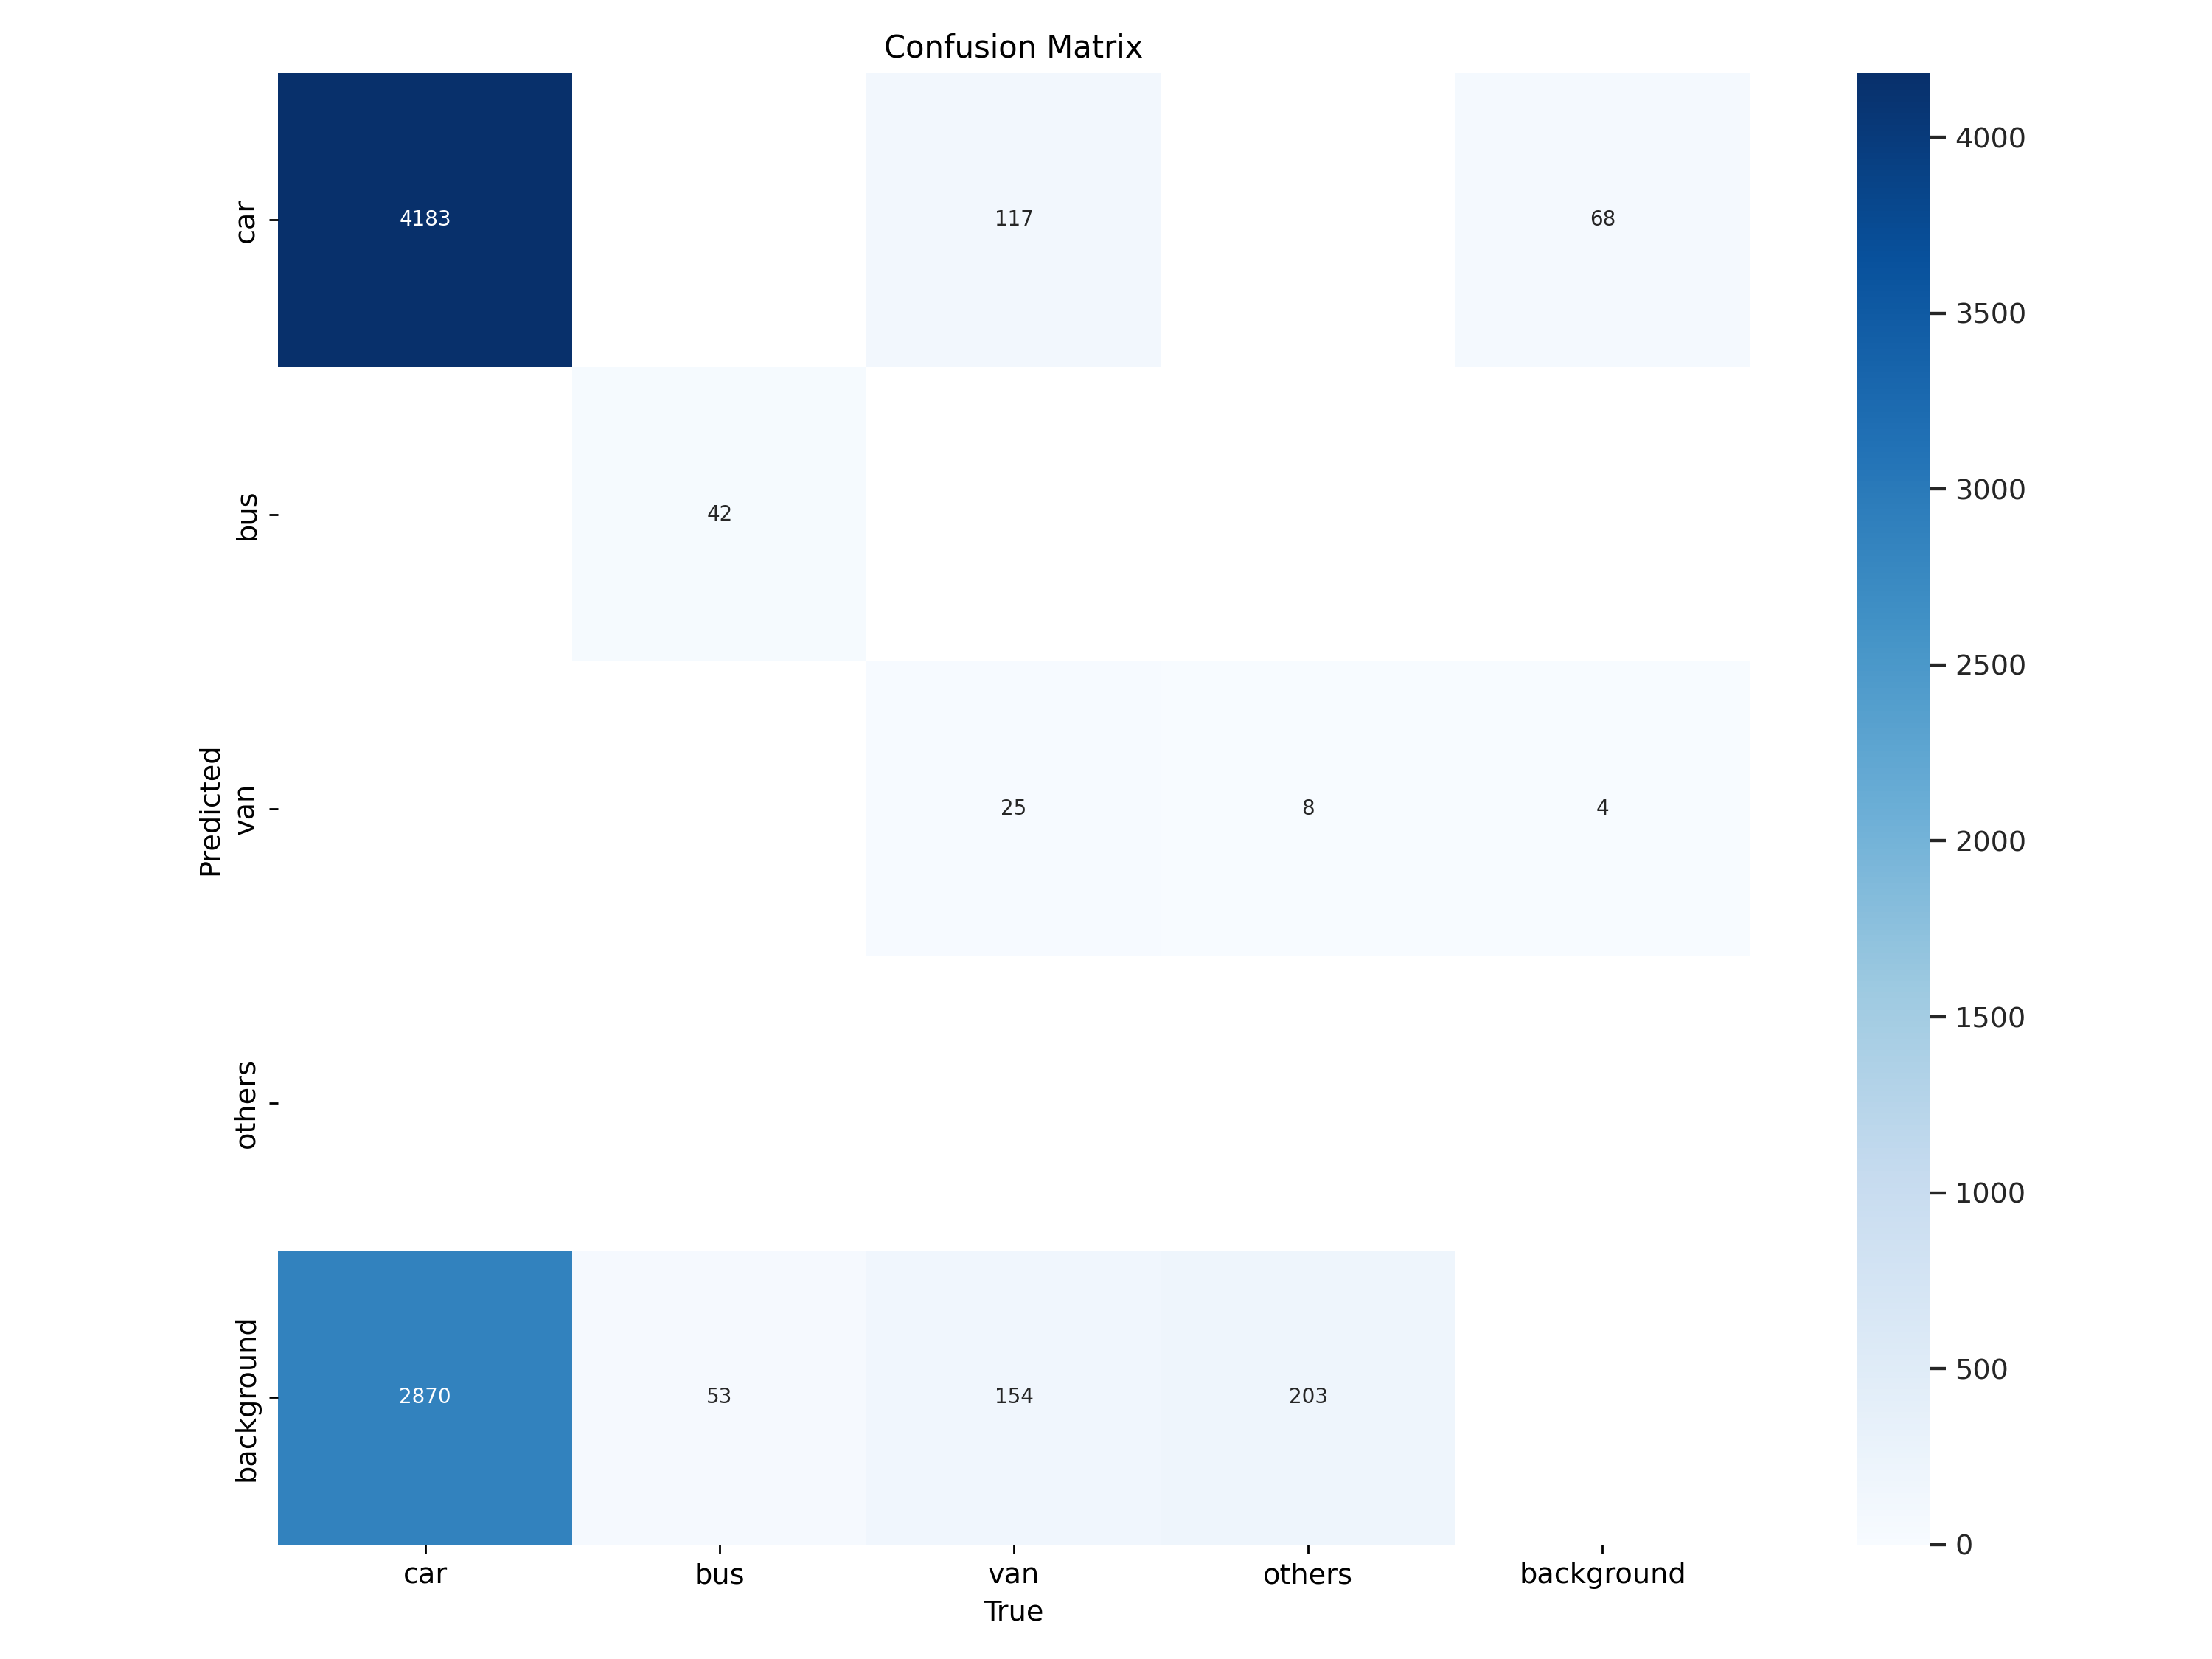 Confusion Matrix
Predicted
car
4183
117
68
bus
42
van
25
8
4
others
background
2870
53
154
203
car
bus
van
others
background
True
4000
3500
3000
2500
2000
1500
1000
500
0